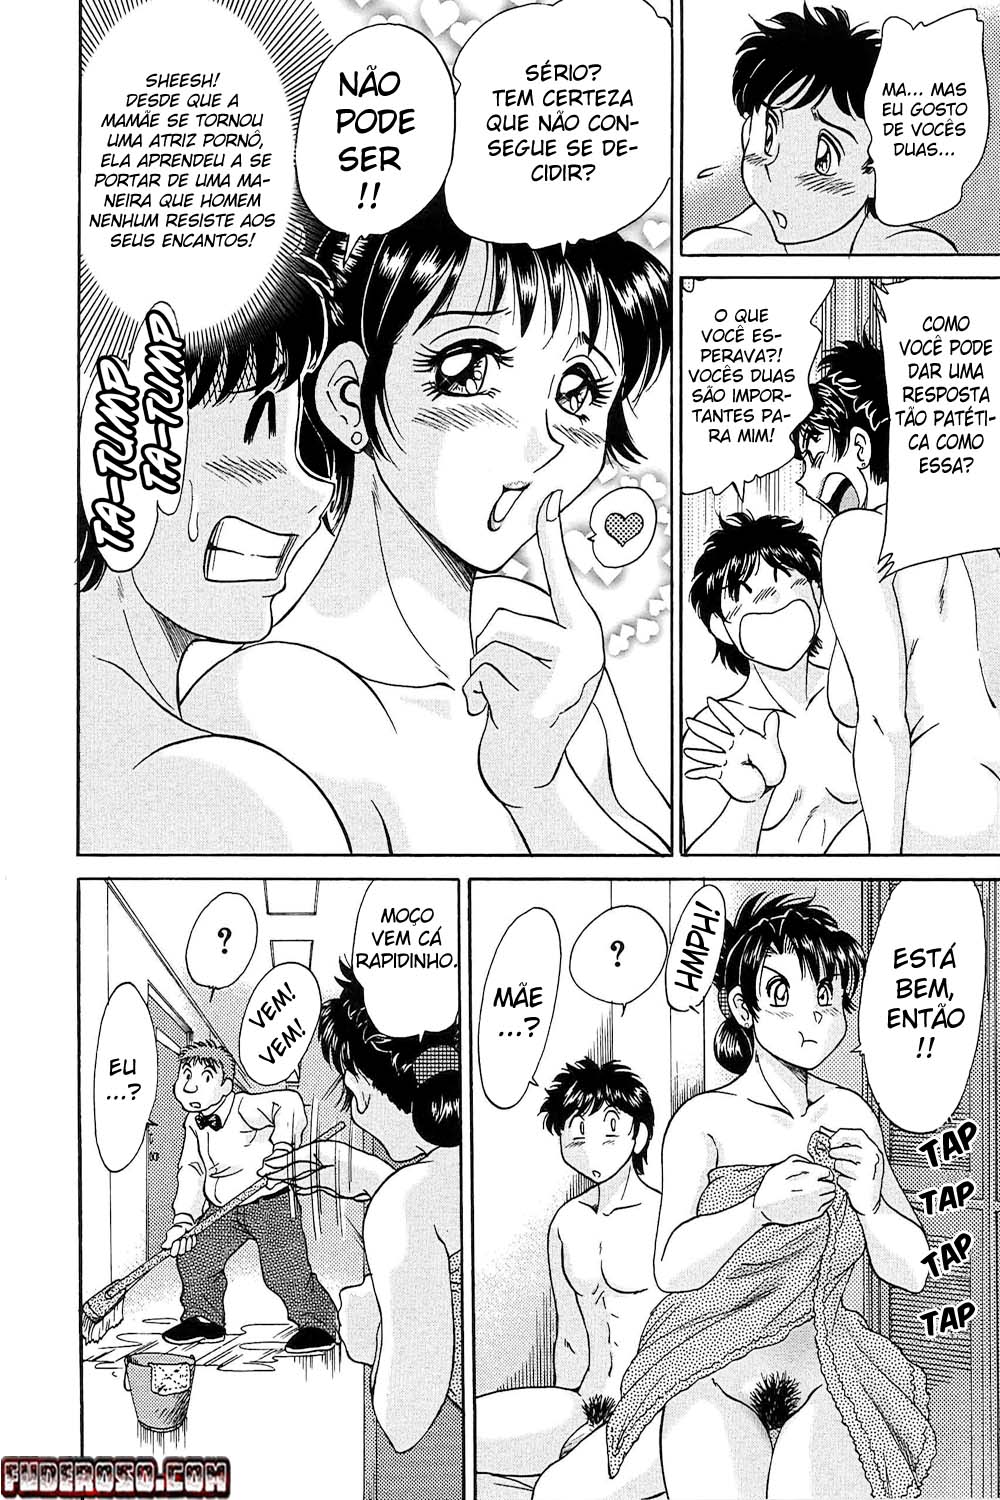 MA... MAS
EU GOSTO
DE VOCÊS
DUAS...
COMO
VOCÊ PODE
DAR UMA
RESPOSTA
TÃO PATÉTI-
CA COMO
ESSA?
O QUE
VOCÊ ES-
PERAVA?!
VOCÊS DUAS
SÃO IMPOR-
TANTES PA-
RA MIM!
SÉRIO?
TEM CERTEZA
QUE NÃO CON-
SEGUE SE DE-
CIDIR?
NÃO
PODE
SER
!!
SHEESH!
DESDE QUE A
MAMÃE SE TORNOU
UMA ATRIZ PORNÔ,
ELA APRENDEU A SE
PORTAR DE UMA MA-
NEIRA QUE HOMEM
NENHUM RESISTE AOS
SEUS ENCANTOS!
TA-TUMP
TA-TUMP
ESTÁ
BEM,
ENTÃO
!!
HMPH!
TAP
TAP
TAP
TAP
?
MÃE
...?
MOÇO
VEM CÁ
RAPIDINHO.
VEM!
VEM!
?
EU
...?
FUDEROSO.COM